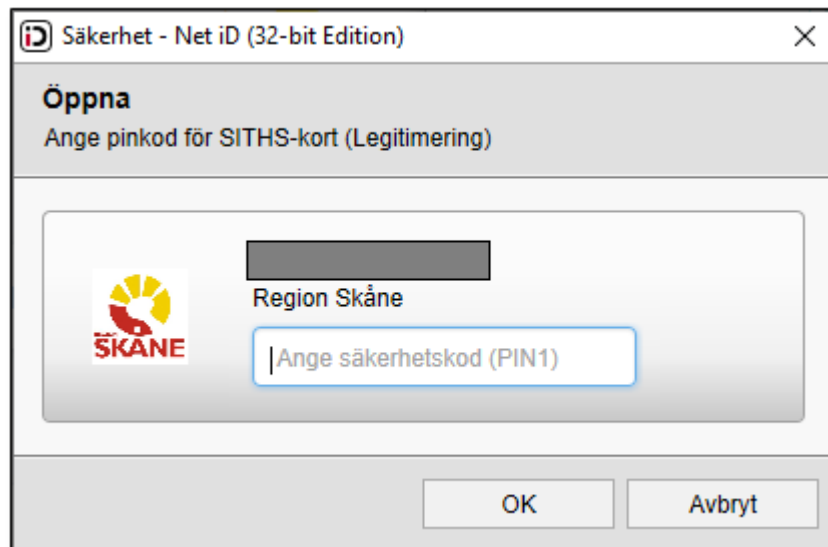 Säkerhet - Net iD (32-bit Edition)
Öppna
Ange pinkod för SITHS-kort (Legitimering)
Region Skåne
SKÅNE
Ange säkerhetskod (PIN1)
OK
Avbryt